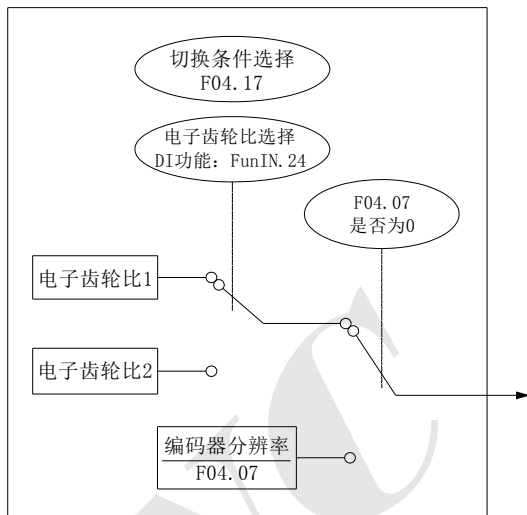 切换条件选择
F04.17
电子齿轮比选择
DI功能：FunIN.24
F04.07
是否为0
电子齿轮比1
电子齿轮比2
编码器分辨率
F04.07